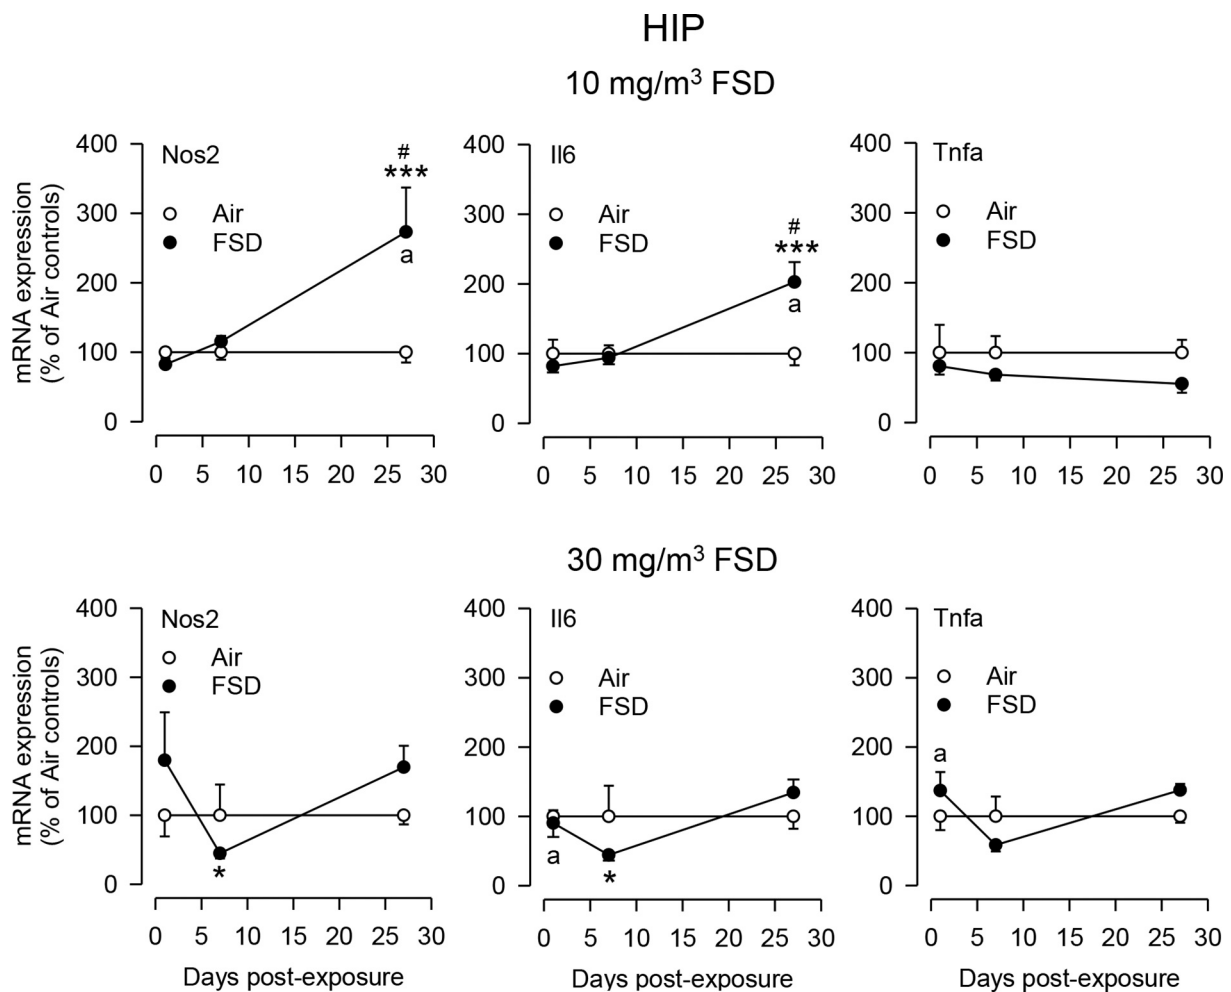 HIP
10 mg/m³ FSD
mRNA expression
(% of Air controls)
400
300
200
100
0
Nos2
Air
FSD
#
***
a
0 5 10 15 20 25 30
400
300
200
100
0
Il6
Air
FSD
#
***
a
0 5 10 15 20 25 30
400
300
200
100
0
Tnfa
Air
FSD
0 5 10 15 20 25 30
30 mg/m³ FSD
mRNA expression
(% of Air controls)
400
300
200
100
0
Nos2
Air
FSD
*
0 5 10 15 20 25 30
Days post-exposure
400
300
200
100
0
Il6
Air
FSD
a
*
0 5 10 15 20 25 30
Days post-exposure
400
300
200
100
0
Tnfa
Air
FSD
a
0 5 10 15 20 25 30
Days post-exposure